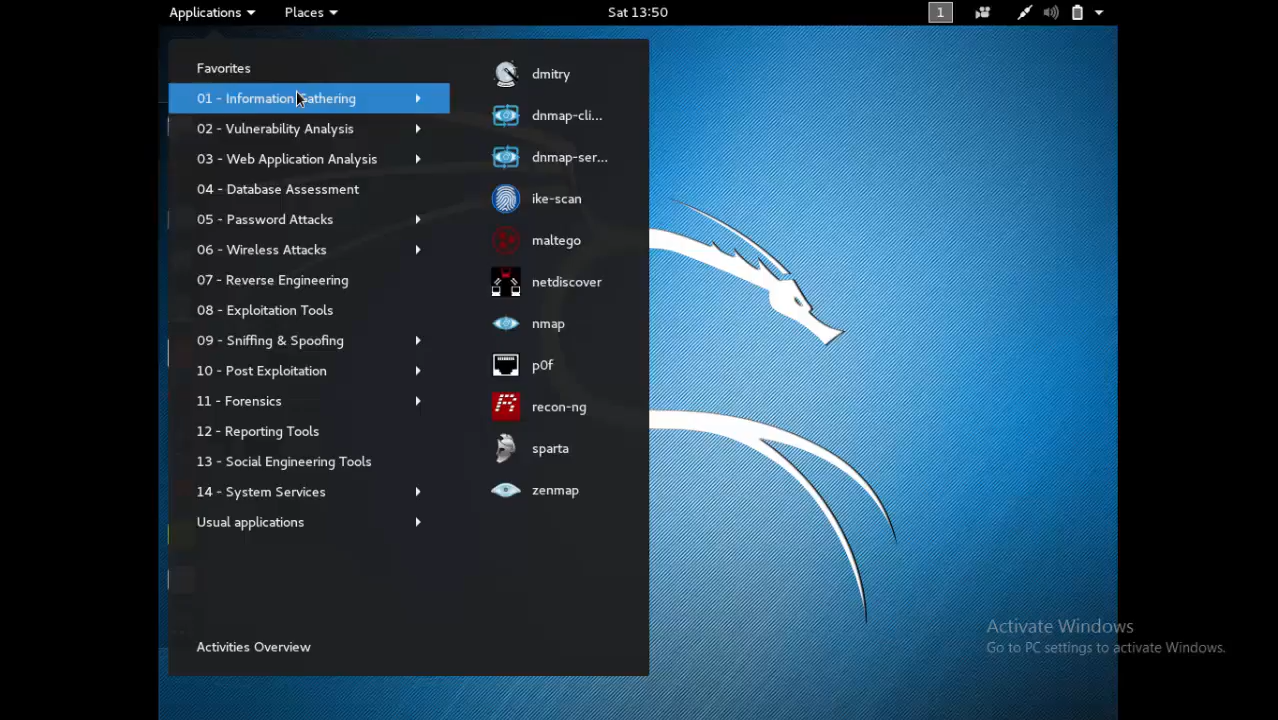 Applications Places Sat 13:50 1
Favorites
01 - Information Gathering
02 - Vulnerability Analysis
03 - Web Application Analysis
04 - Database Assessment
05 - Password Attacks
06 - Wireless Attacks
07 - Reverse Engineering
08 - Exploitation Tools
09 - Sniffing & Spoofing
10 - Post Exploitation
11 - Forensics
12 - Reporting Tools
13 - Social Engineering Tools
14 - System Services
Usual applications
Activities Overview
dmitry
dnmap-cli...
dnmap-ser...
ike-scan
maltego
netdiscover
nmap
p0f
recon-ng
sparta
zenmap
Activate Windows
Go to PC settings to activate Windows.